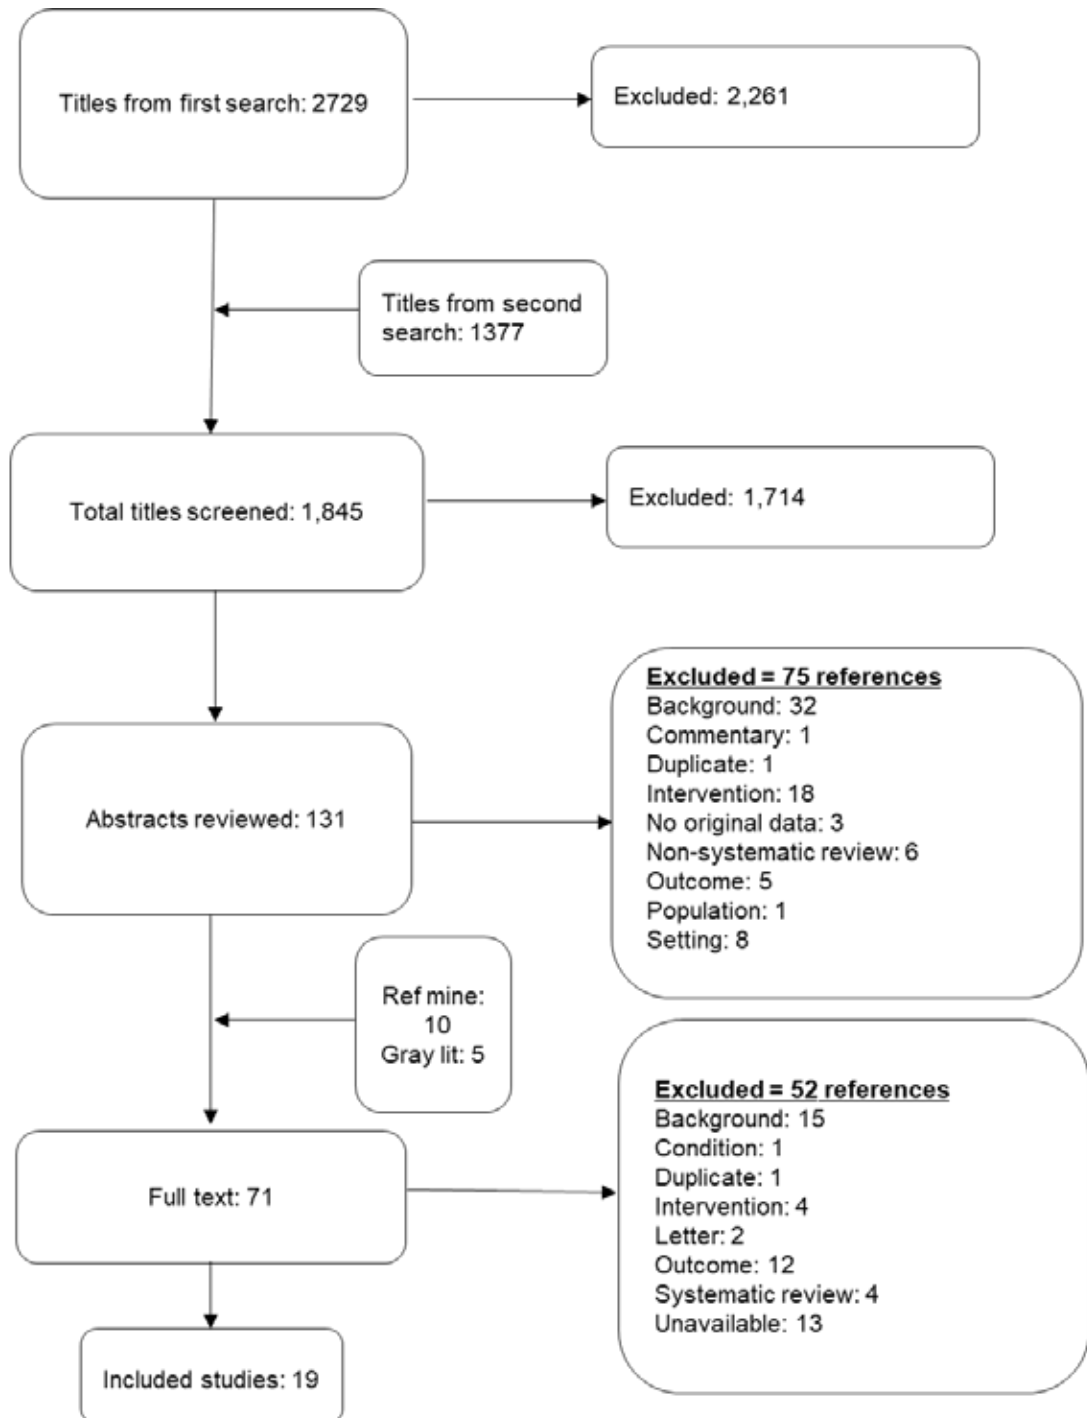 Titles from first search: 2729
Excluded: 2,261
Titles from second
search: 1377
Total titles screened: 1,845
Excluded: 1,714
Abstracts reviewed: 131
Excluded = 75 references
Background: 32
Commentary: 1
Duplicate: 1
Intervention: 18
No original data: 3
Non-systematic review: 6
Outcome: 5
Population: 1
Setting: 8
Ref mine:
10
Gray lit: 5
Full text: 71
Excluded = 52 references
Background: 15
Condition: 1
Duplicate: 1
Intervention: 4
Letter: 2
Outcome: 12
Systematic review: 4
Unavailable: 13
Included studies: 19